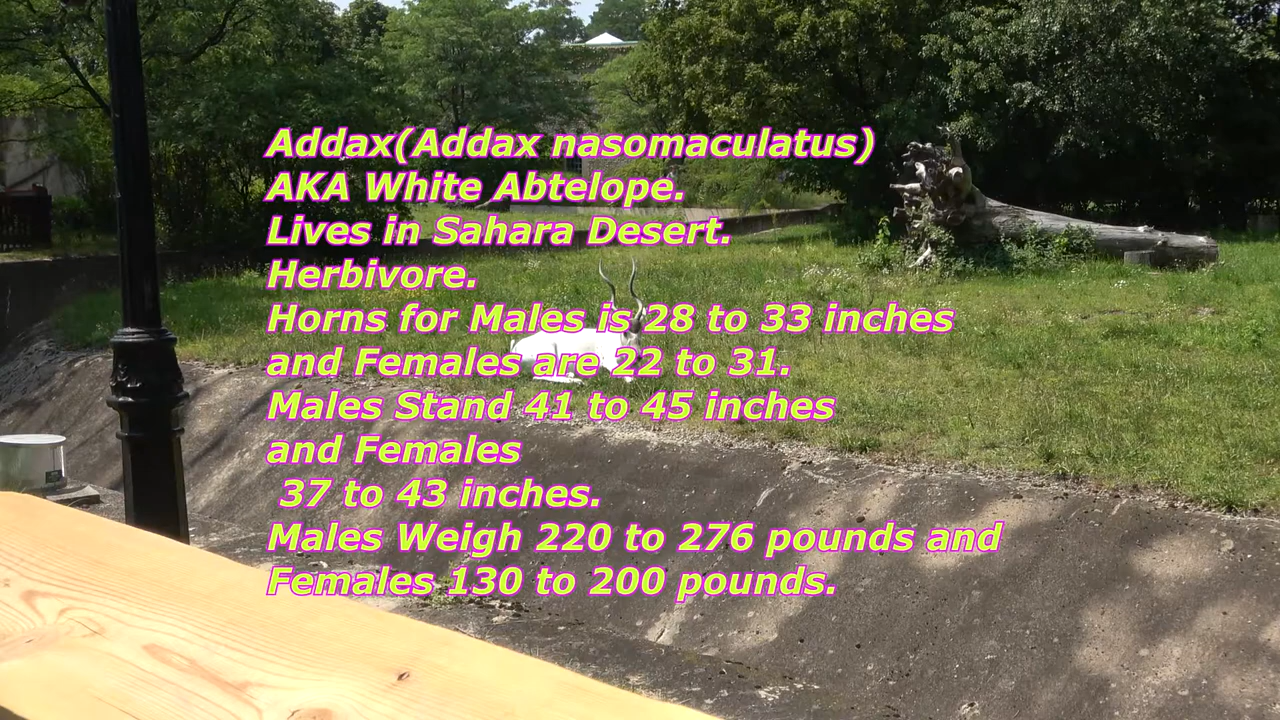 Addax(Addax nasomaculatus)
AKA White Abtelope.
Lives in Sahara Desert.
Herbivore.
Horns for Males is 28 to 33 inches
and Females are 22 to 31.
Males Stand 41 to 45 inches
and Females
37 to 43 inches.
Males Weigh 220 to 276 pounds and
Females 130 to 200 pounds.